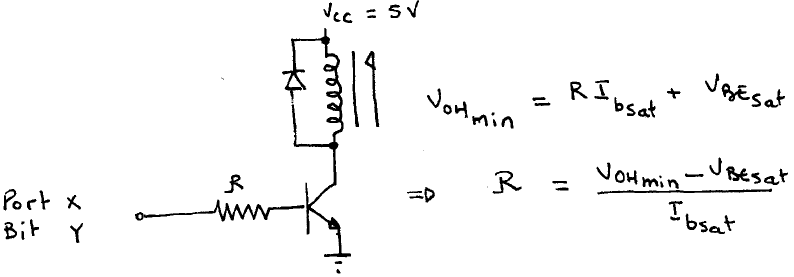 Vcc = 5V
VOHmin = R Ibsat + VBEsat
R
Port X
Bit Y
⇒ R = VOHmin - VBEsat
Ibsat